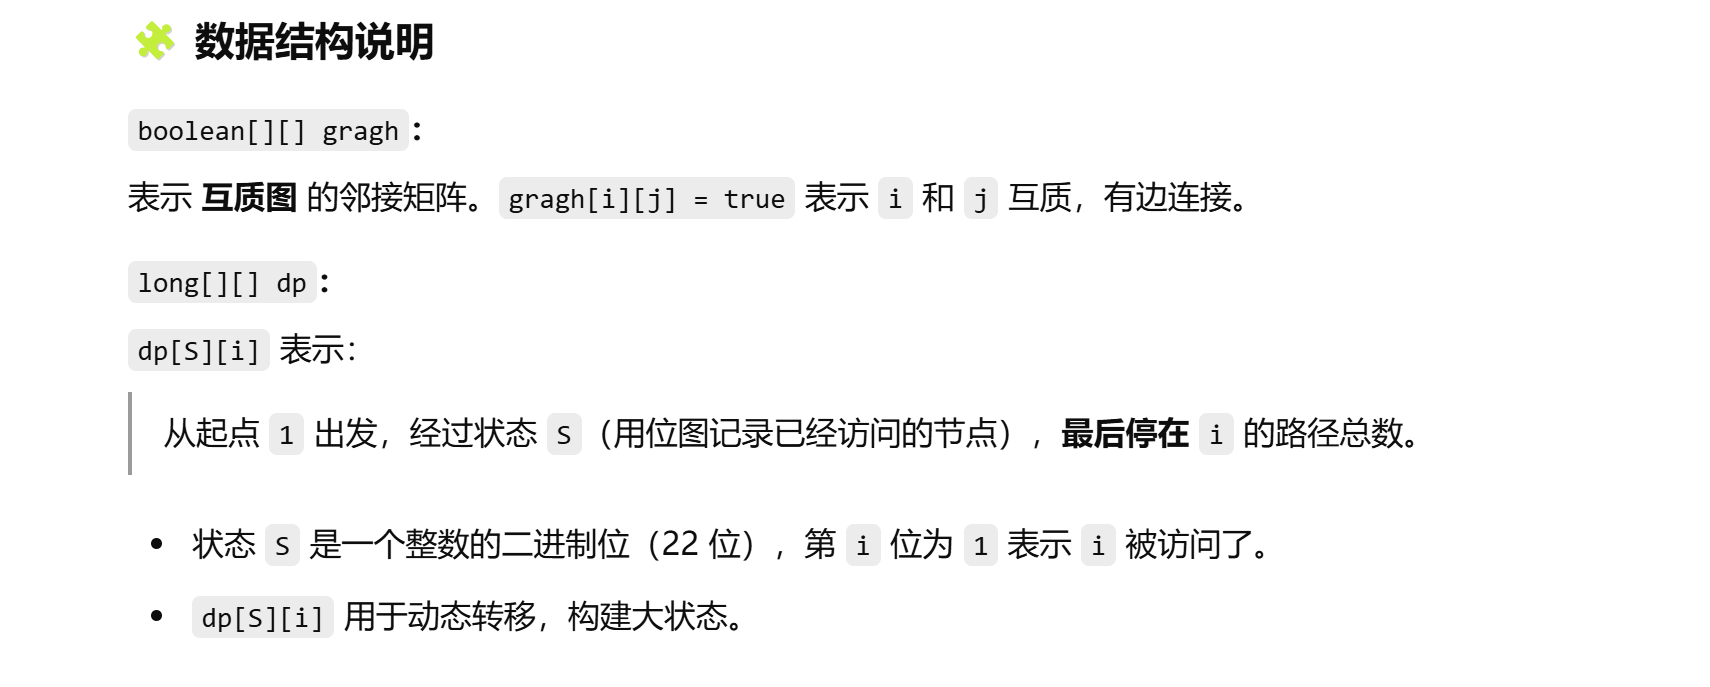 数据结构说明
boolean[][] gragh：
表示 互质图 的邻接矩阵。gragh[i][j] = true 表示 i 和 j 互质，有边连接。
long[][] dp：
dp[S][i] 表示：
从起点 1 出发，经过状态 S（用位图记录已经访问的节点），最后停在 i 的路径总数。
• 状态 S 是一个整数的二进制位（22 位），第 i 位为 1 表示 i 被访问了。
• dp[S][i] 用于动态转移，构建大状态。